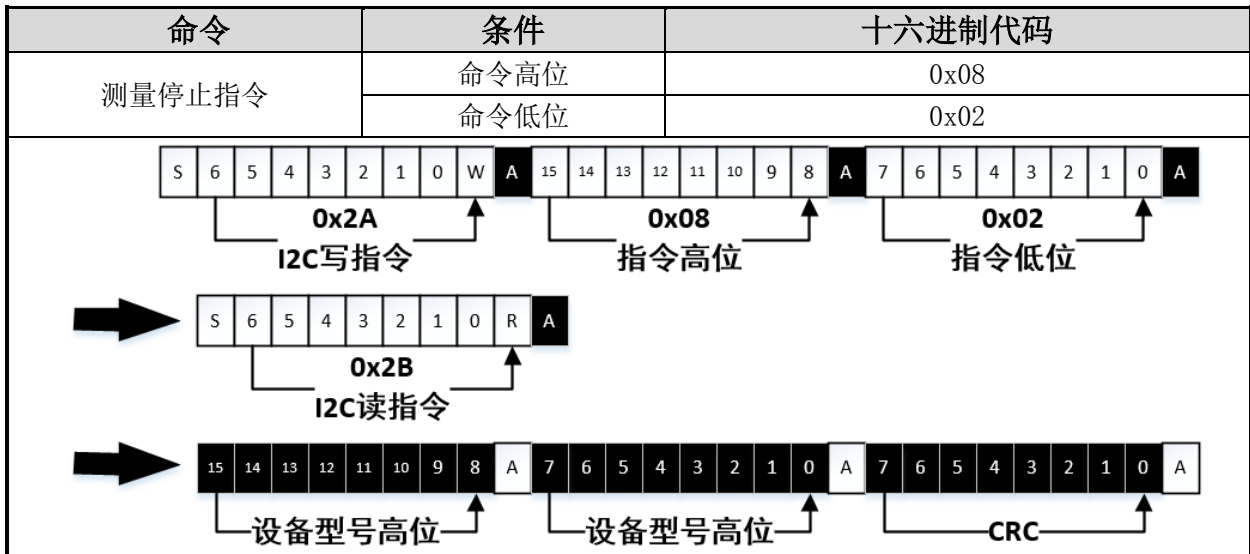 命令 条件 十六进制代码
测量停止指令 命令高位 0x08
命令低位 0x02
S 6 5 4 3 2 1 0 W A 15 14 13 12 11 10 9 8 A 7 6 5 4 3 2 1 0 A
0x2A 0x08 0x02
I2C写指令 指令高位 指令低位
S 6 5 4 3 2 1 0 R A
0x2B
I2C读指令
15 14 13 12 11 10 9 8 A 7 6 5 4 3 2 1 0 A 7 6 5 4 3 2 1 0 A
设备型号高位 设备型号高位 CRC